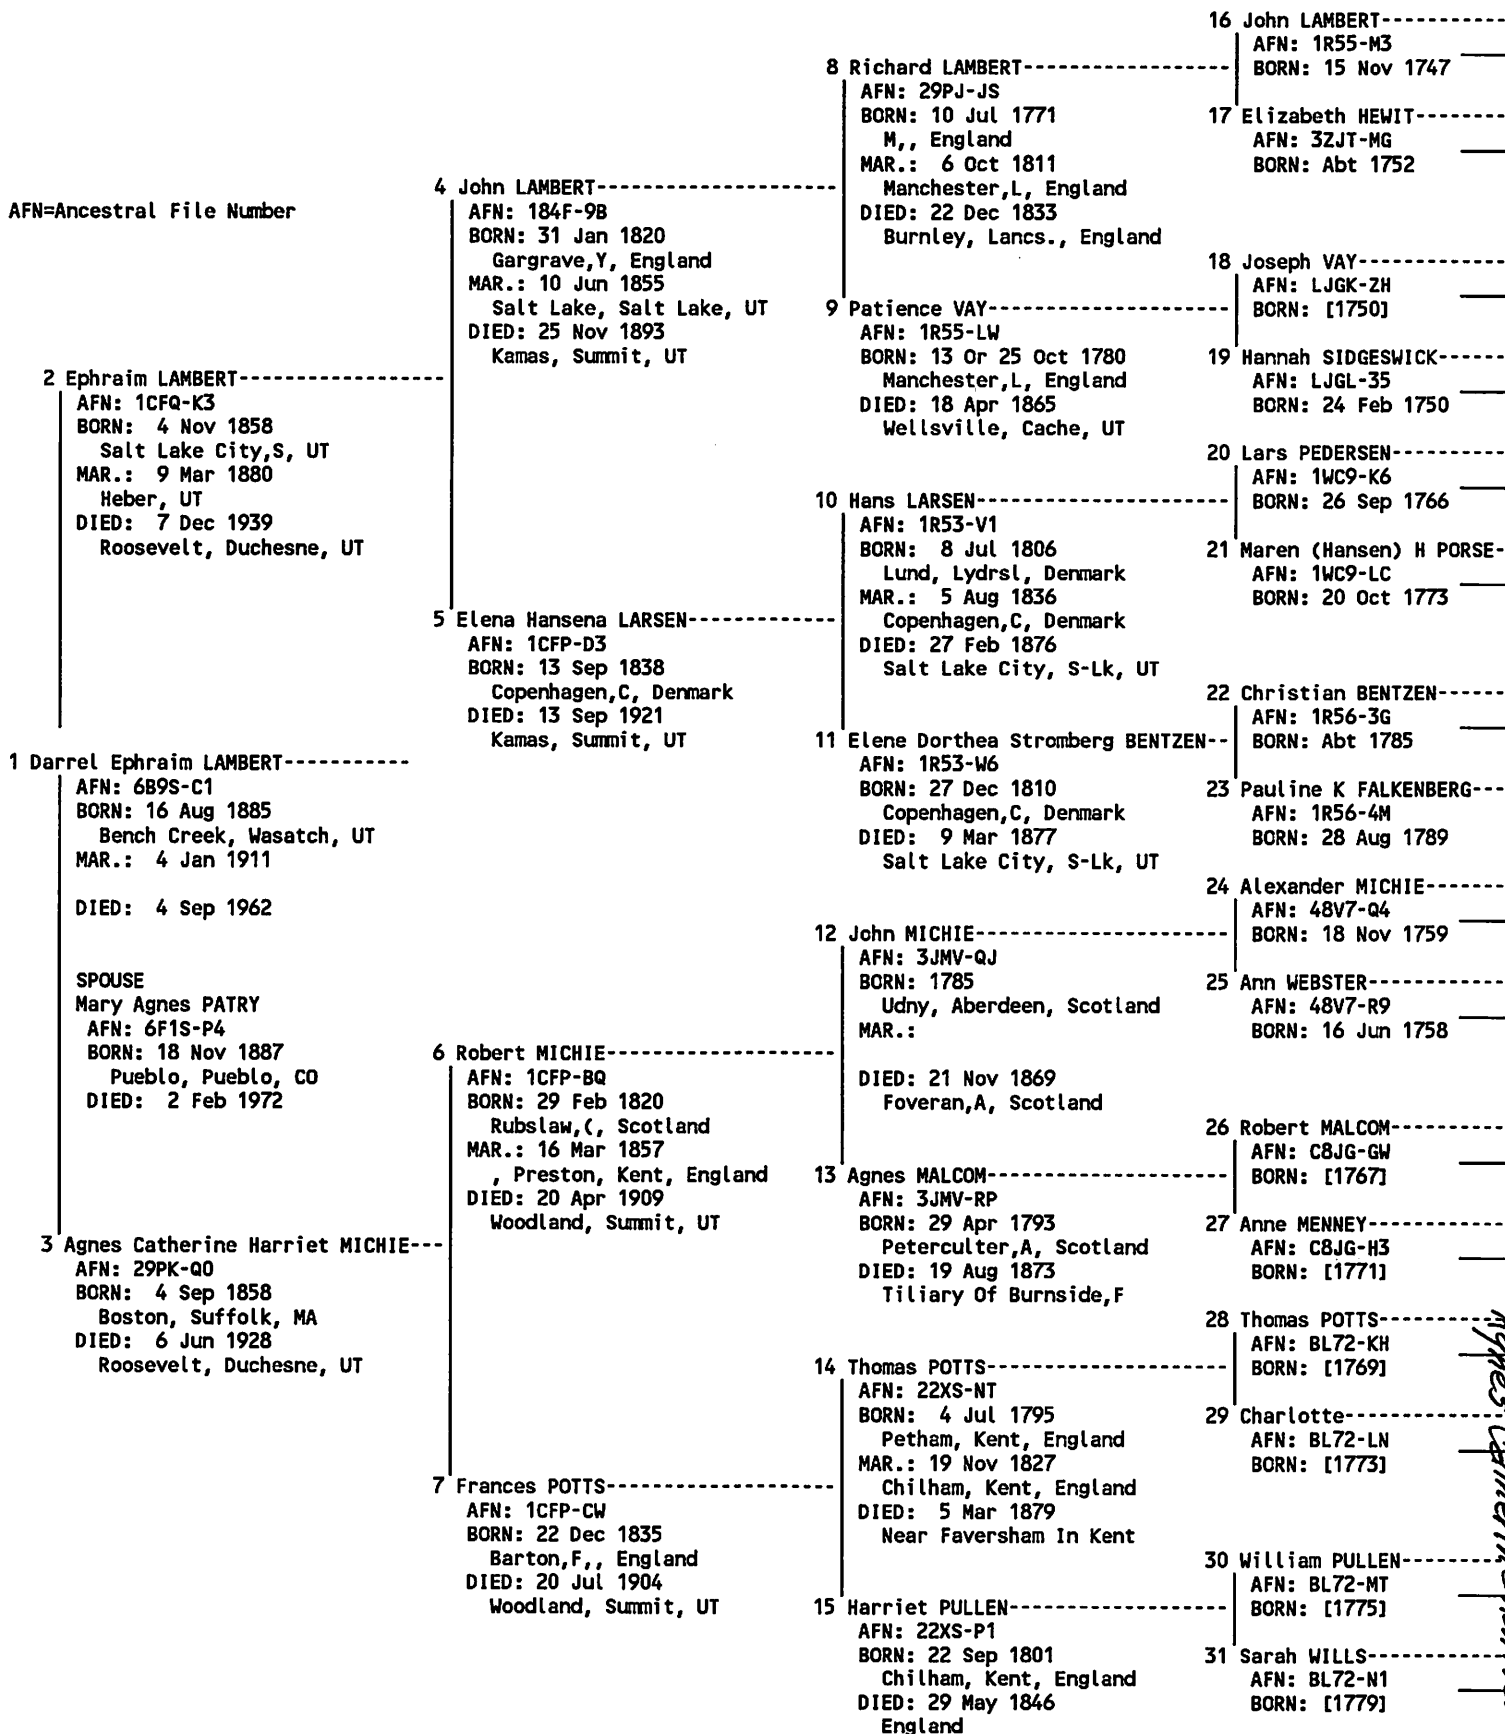 AFN=Ancestral File Number
1 Darrel Ephraim LAMBERT-----------
AFN: 6B9S-C1
BORN: 16 Aug 1885
Bench Creek, Wasatch, UT
MAR.: 4 Jan 1911
DIED: 4 Sep 1962
SPOUSE
Mary Agnes PATRY
AFN: 6F1S-P4
BORN: 18 Nov 1887
Pueblo, Pueblo, CO
DIED: 2 Feb 1972
2 Ephraim LAMBERT------------------
AFN: 1CFQ-K3
BORN: 4 Nov 1858
Salt Lake City,S, UT
MAR.: 9 Mar 1880
Heber, UT
DIED: 7 Dec 1939
Roosevelt, Duchesne, UT
3 Agnes Catherine Harriet MICHIE---
AFN: 29PK-Q0
BORN: 4 Sep 1858
Boston, Suffolk, MA
DIED: 6 Jun 1928
Roosevelt, Duchesne, UT
4 John LAMBERT---------------------
AFN: 184F-9B
BORN: 31 Jan 1820
Gargrave,Y, England
MAR.: 10 Jun 1855
Salt Lake, Salt Lake, UT
DIED: 25 Nov 1893
Kamas, Summit, UT
5 Elena Hansena LARSEN-------------
AFN: 1CFP-D3
BORN: 13 Sep 1838
Copenhagen,C, Denmark
DIED: 13 Sep 1921
Kamas, Summit, UT
6 Robert MICHIE--------------------
AFN: 1CFP-BQ
BORN: 29 Feb 1820
Rubslaw,(, Scotland
MAR.: 16 Mar 1857
, Preston, Kent, England
DIED: 20 Apr 1909
Woodland, Summit, UT
7 Frances POTTS--------------------
AFN: 1CFP-CW
BORN: 22 Dec 1835
Barton,F,, England
DIED: 20 Jul 1904
Woodland, Summit, UT
8 Richard LAMBERT------------------
AFN: 29PJ-JS
BORN: 10 Jul 1771
M,, England
MAR.: 6 Oct 1811
Manchester,L, England
DIED: 22 Dec 1833
Burnley, Lancs., England
9 Patience VAY---------------------
AFN: 1R55-LW
BORN: 13 Or 25 Oct 1780
Manchester,L, England
DIED: 18 Apr 1865
Wellsville, Cache, UT
10 Hans LARSEN----------------------
AFN: 1R53-V1
BORN: 8 Jul 1806
Lund, Lydrsl, Denmark
MAR.: 5 Aug 1836
Copenhagen,C, Denmark
DIED: 27 Feb 1876
Salt Lake City, S-Lk, UT
11 Elene Dorthea Stromberg BENTZEN--
AFN: 1R53-W6
BORN: 27 Dec 1810
Copenhagen,C, Denmark
DIED: 9 Mar 1877
Salt Lake City, S-Lk, UT
12 John MICHIE----------------------
AFN: 3JMV-QJ
BORN: 1785
Udny, Aberdeen, Scotland
MAR.:
DIED: 21 Nov 1869
Foveran,A, Scotland
13 Agnes MALCOM---------------------
AFN: 3JMV-RP
BORN: 29 Apr 1793
Peterculter,A, Scotland
DIED: 19 Aug 1873
Tiliary Of Burnside,F
14 Thomas POTTS---------------------
AFN: 22XS-NT
BORN: 4 Jul 1795
Petham, Kent, England
MAR.: 19 Nov 1827
Chilham, Kent, England
DIED: 5 Mar 1879
Near Faversham In Kent
15 Harriet PULLEN-------------------
AFN: 22XS-P1
BORN: 22 Sep 1801
Chilham, Kent, England
DIED: 29 May 1846
England
16 John LAMBERT-----------
AFN: 1R55-M3
BORN: 15 Nov 1747
17 Elizabeth HEWIT--------
AFN: 3ZJT-MG
BORN: Abt 1752
18 Joseph VAY-------------
AFN: LJGK-ZH
BORN: [1750]
19 Hannah SIDGESWICK------
AFN: LJGL-35
BORN: 24 Feb 1750
20 Lars PEDERSEN----------
AFN: 1WC9-K6
BORN: 26 Sep 1766
21 Maren (Hansen) H PORSE-
AFN: 1WC9-LC
BORN: 20 Oct 1773
22 Christian BENTZEN------
AFN: 1R56-3G
BORN: Abt 1785
23 Pauline K FALKENBERG---
AFN: 1R56-4M
BORN: 28 Aug 1789
24 Alexander MICHIE-------
AFN: 48V7-Q4
BORN: 18 Nov 1759
25 Ann WEBSTER------------
AFN: 48V7-R9
BORN: 16 Jun 1758
26 Robert MALCOM----------
AFN: C8JG-GW
BORN: [1767]
27 Anne MENNEY------------
AFN: C8JG-H3
BORN: [1771]
28 Thomas POTTS-----------
AFN: BL72-KH
BORN: [1769]
29 Charlotte--------------
AFN: BL72-LN
BORN: [1773]
30 William PULLEN---------
AFN: BL72-MT
BORN: [1775]
31 Sarah WILLS------------
AFN: BL72-N1
BORN: [1779]
Agnes